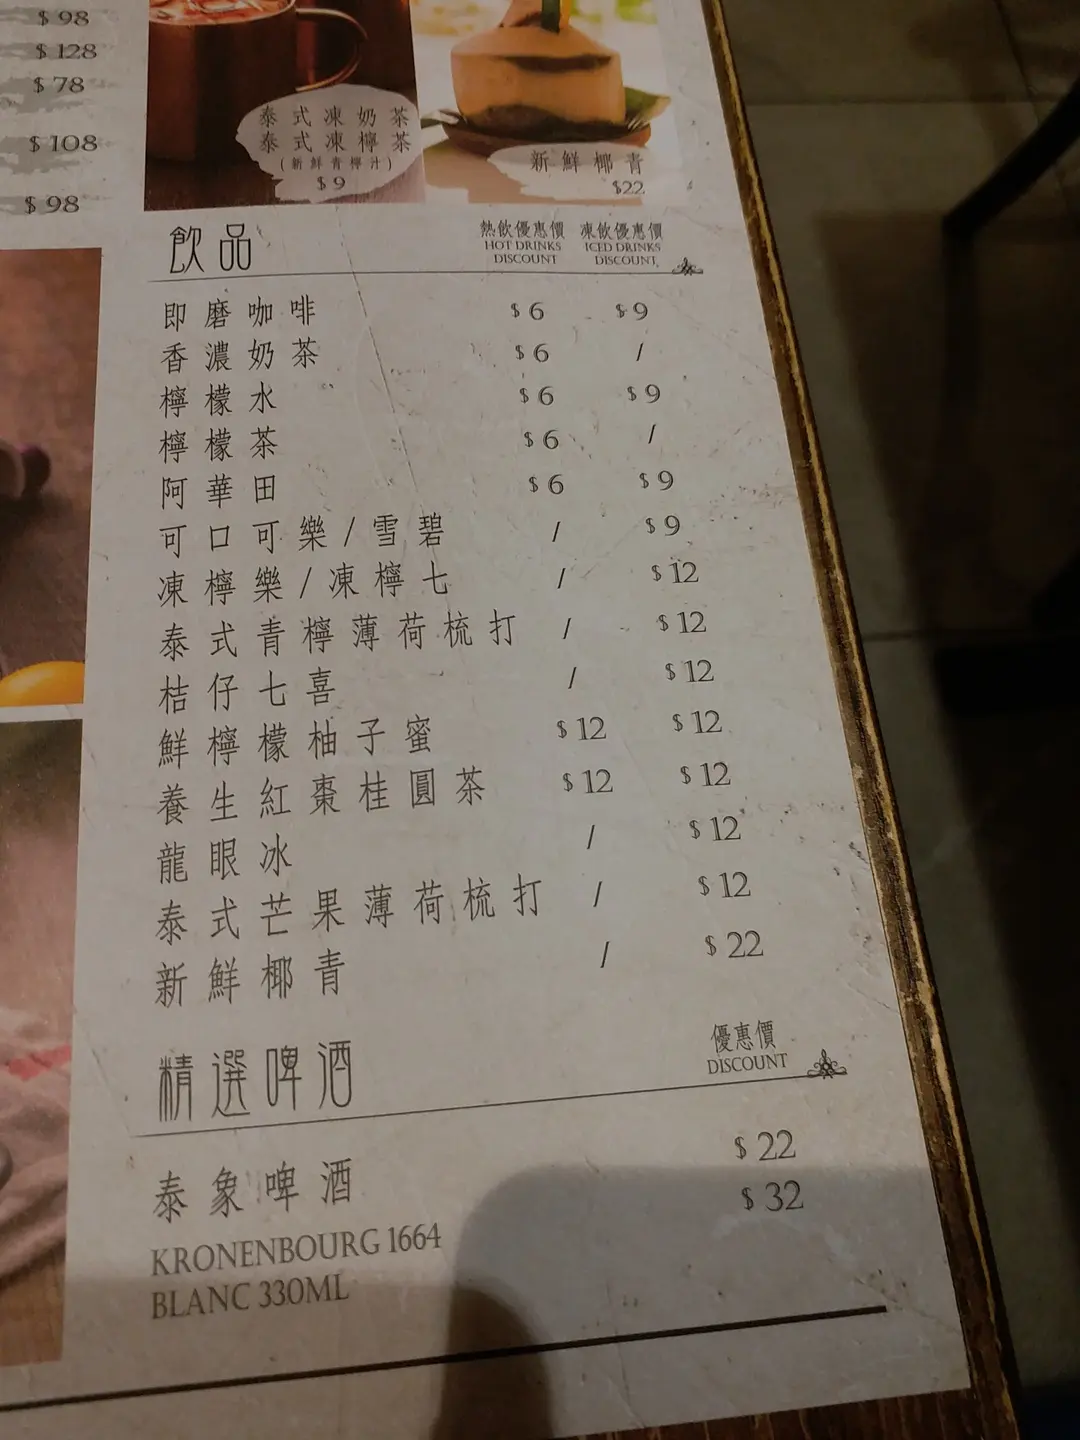 $ 98
$ 128
$ 78
$ 108
$ 98
泰式凍奶茶
泰式凍檸茶
(新鮮青檸汁)
$ 9
新鮮椰青
$22
飲品
熱飲優惠價 凍飲優惠價
HOT DRINKS ICED DRINKS
DISCOUNT DISCOUNT
即磨咖啡 $ 6 $ 9
香濃奶茶 $ 6 /
檸檬水 $ 6 $ 9
檸檬茶 $ 6 /
阿華田 $ 6 $ 9
可口可樂/雪碧 / $ 9
凍檸樂/凍檸七 / $ 12
泰式青檸薄荷梳打 / $ 12
桔仔七喜 / $ 12
鮮檸檬柚子蜜 $ 12 $ 12
養生紅棗桂圓茶 $ 12 $ 12
龍眼冰 / $ 12
泰式芒果薄荷梳打 / $ 12
新鮮椰青 / $ 22
精選啤酒
優惠價
DISCOUNT
泰象啤酒 $ 22
KRONENBOURG 1664 $ 32
BLANC 330ML